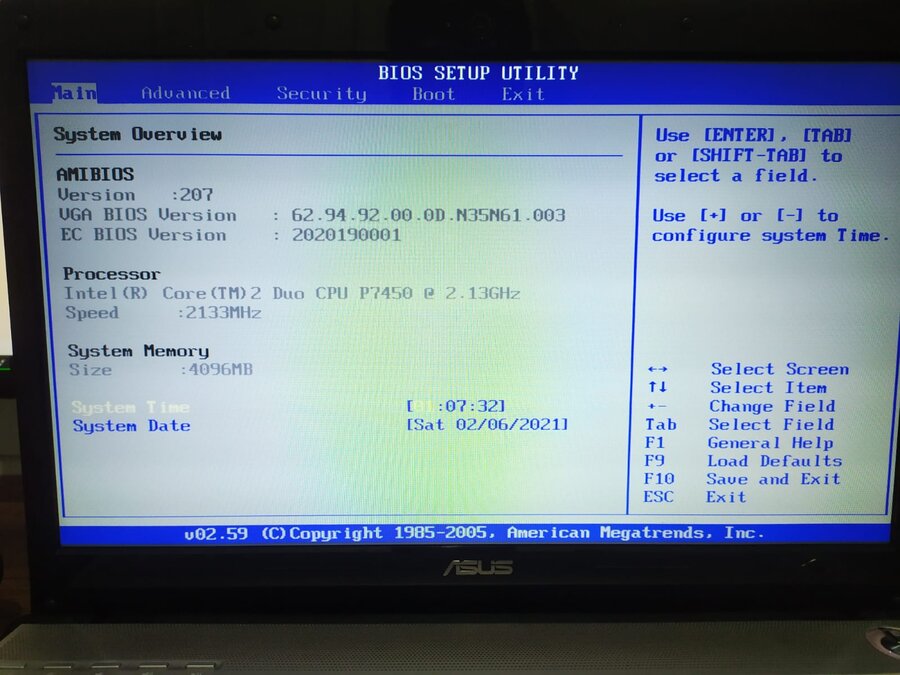 BIOS SETUP UTILITY
Main Advanced Security Boot Exit
System Overview
AMIBIOS
Version :207
VGA BIOS Version : 62.94.92.00.0D.N35N61.003
EC BIOS Version : 2020190001
Processor
Intel(R) Core(TM)2 Duo CPU P7450 @ 2.13GHz
Speed :2133MHz
System Memory
Size :4096MB
System Time [ :07:32]
System Date [Sat 02/06/2021]
Use [ENTER], [TAB]
or [SHIFT-TAB] to
select a field.
Use [+] or [-] to
configure system Time.
↔ Select Screen
↑↓ Select Item
+- Change Field
Tab Select Field
F1 General Help
F9 Load Defaults
F10 Save and Exit
ESC Exit
v02.59 (C)Copyright 1985-2005, American Megatrends, Inc.
ASUS